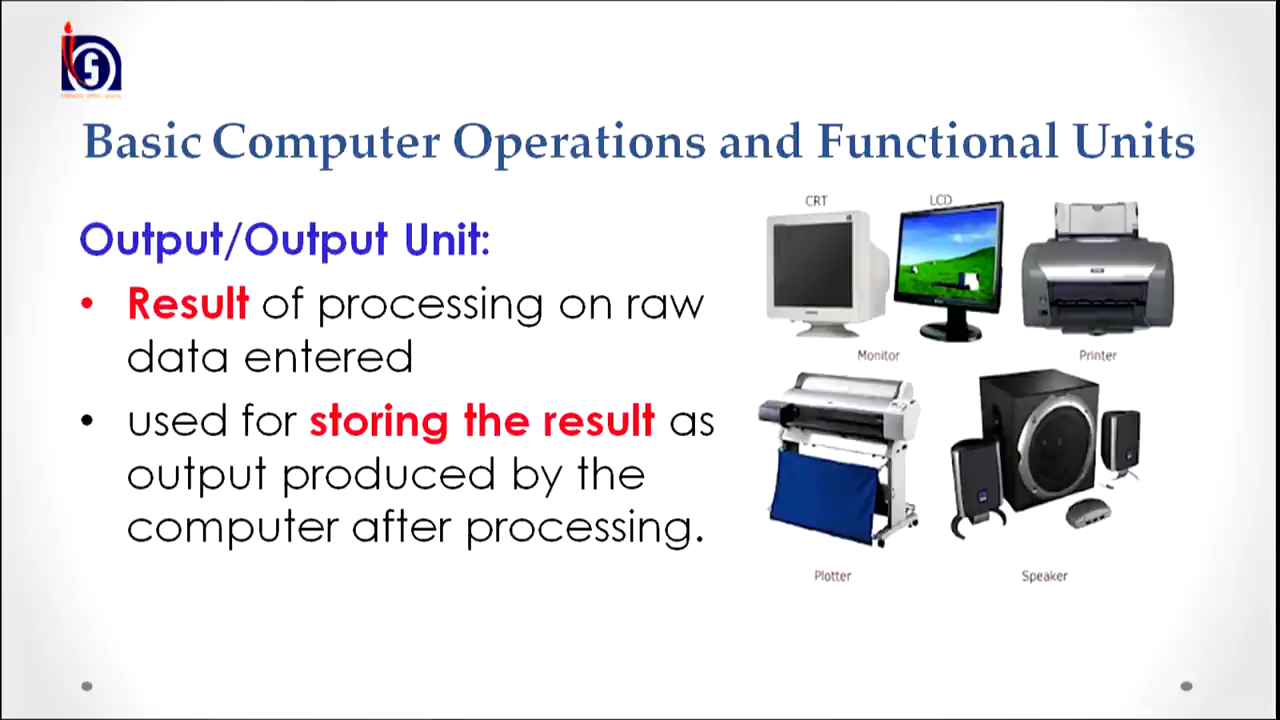 Basic Computer Operations and Functional Units
Output/Output Unit:
• Result of processing on raw
data entered
• used for storing the result as
output produced by the
computer after processing.
CRT
LCD
Monitor
Printer
Plotter
Speaker